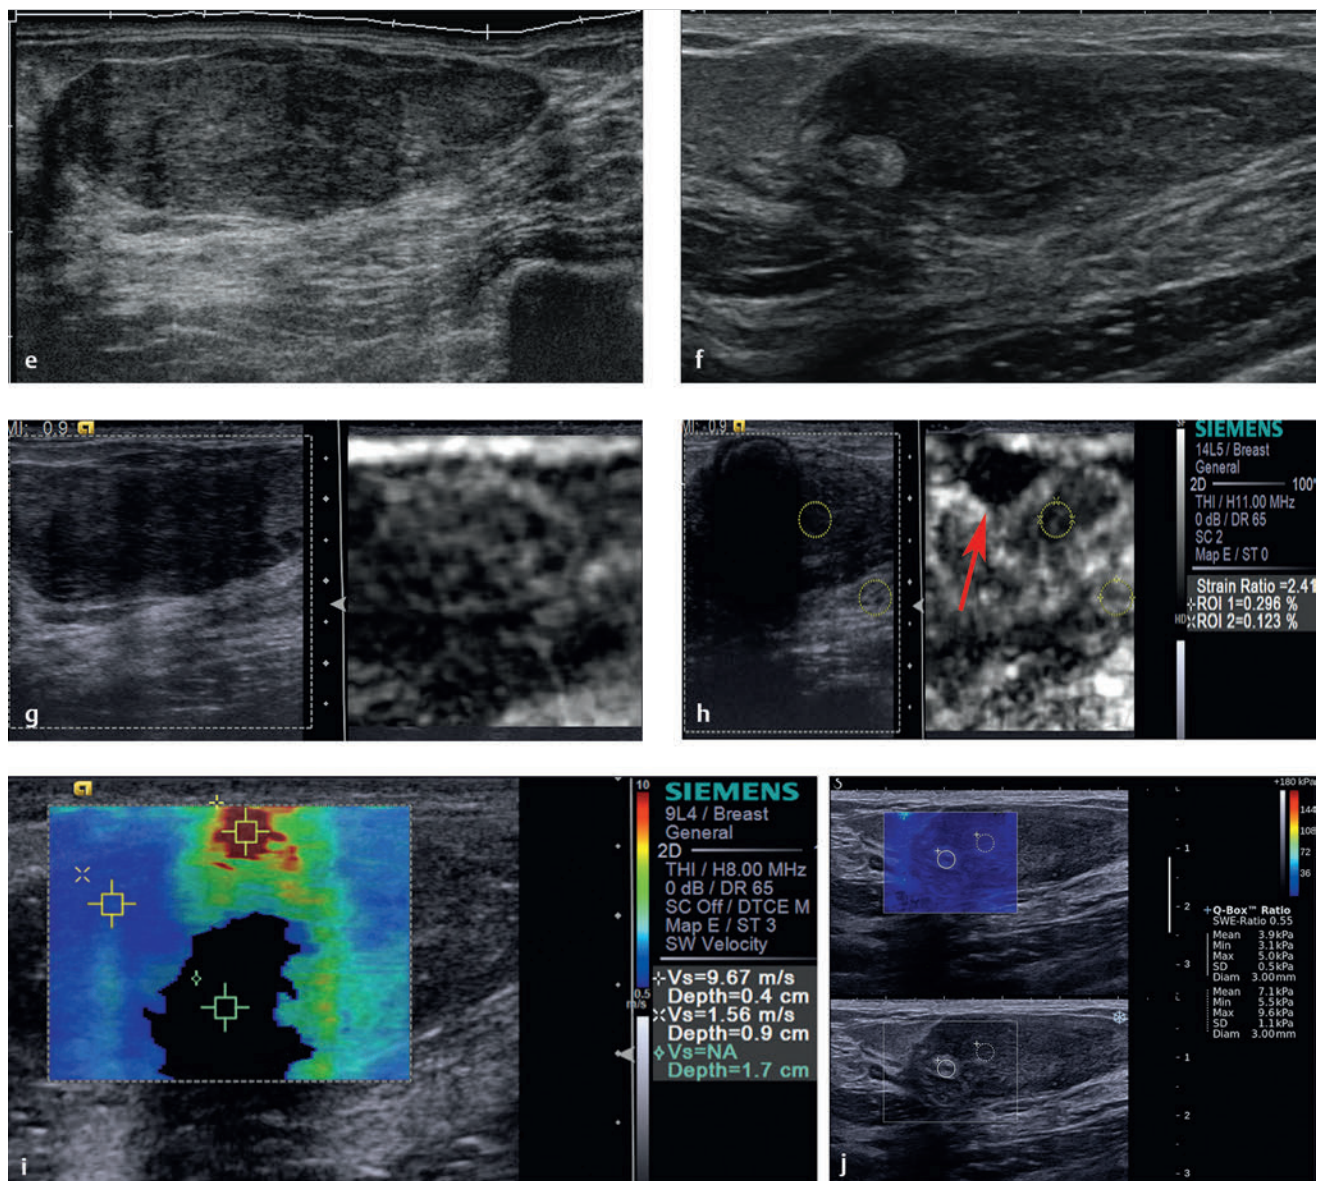 e
f
MI: 0.9
g
MI: 0.9
h
SIEMENS
14L5 / Breast
General
2D 100%
THI / H11.00 MHz
0 dB / DR 65
SC 2
Map E / ST 0
Strain Ratio =2.41
ROI 1=0.296 %
ROI 2=0.123 %
i
10
0.5
m/s
SIEMENS
9L4 / Breast
General
2D
THI / H8.00 MHz
0 dB / DR 65
SC Off / DTCE M
Map E / ST 3
SW Velocity
Vs=9.67 m/s
Depth=0.4 cm
Vs=1.56 m/s
Depth=0.9 cm
Vs=NA
Depth=1.7 cm
S
j
+180 kPa
144
108
72
36
1
2
3
1
2
3
+Q-Box™ Ratio
SWE-Ratio 0.55
Mean 3.9kPa
Min 3.1kPa
Max 5.0kPa
SD 0.5kPa
Diam 3.00mm
Mean 7.1kPa
Min 5.5kPa
Max 9.6kPa
SD 1.1kPa
Diam 3.00mm